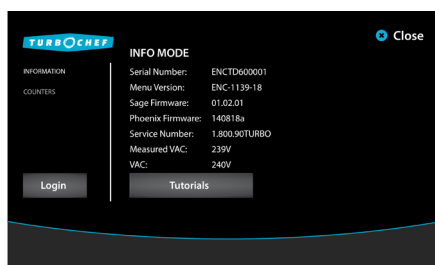 TURBOCHEF
Close
INFO MODE
INFORMATION
COUNTERS
Serial Number: ENCTD600001
Menu Version: ENC-1139-18
Sage Firmware: 01.02.01
Phoenix Firmware: 140818a
Service Number: 1.800.90TURBO
Measured VAC: 239V
VAC: 240V
Login
Tutorials